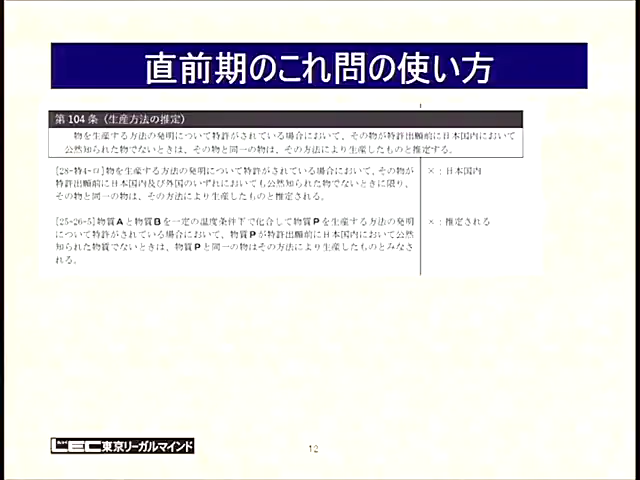 直前期のこれ問の使い方
第104条（生産方法の推定）
物を生産する方法の発明について特許がされている場合において、その物が特許出願前に日本国内において
公然知られた物でないときは、その物と同一の物は、その方法により生産したものと推定する。
[28-特4-ロ]物を生産する方法の発明について特許がされている場合において、その物が
特許出願前に日本国内及び外国のいずれにおいても公然知られた物でないときに限り、
その物と同一の物は、その方法により生産したものと推定される。
×：日本国内
[25-26-5]物質Aと物質Bを一定の温度条件下で化合して物質Pを生産する方法の発明
について特許がされている場合において、物質Pが特許出願前に日本国内において公然
知られた物質でないときは、物質Pと同一の物はその方法により生産したものとみなさ
れる。
×：推定される
LEC東京リーガルマインド
12